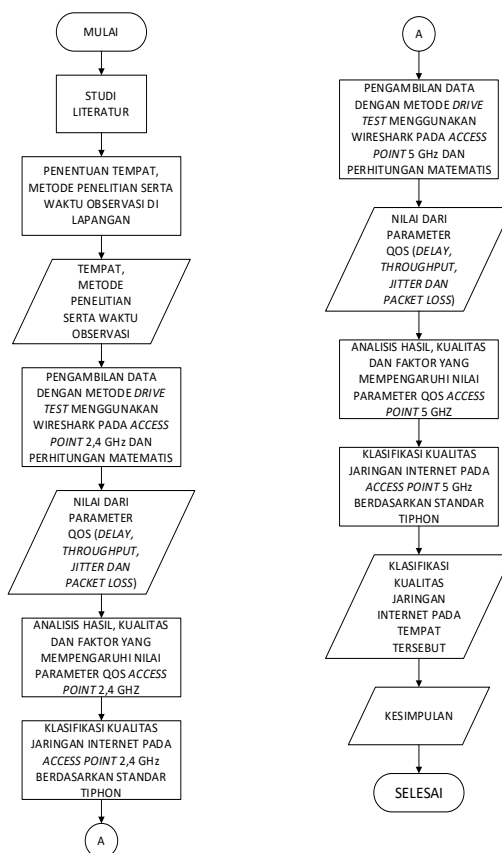 MULAI
STUDI
LITERATUR
PENENTUAN TEMPAT,
METODE PENELITIAN SERTA
WAKTU OBSERVASI DI
LAPANGAN
TEMPAT,
METODE
PENELITIAN
SERTA WAKTU
OBSERVASI
PENGAMBILAN DATA
DENGAN METODE DRIVE
TEST MENGGUNAKAN
WIRESHARK PADA ACCESS
POINT 2,4 GHz DAN
PERHITUNGAN MATEMATIS
NILAI DARI
PARAMETER
QOS (DELAY,
THROUGHPUT,
JITTER DAN
PACKET LOSS)
ANALISIS HASIL, KUALITAS
DAN FAKTOR YANG
MEMPENGARUHI NILAI
PARAMETER QOS ACCESS
POINT 2,4 GHZ
KLASIFIKASI KUALITAS
JARINGAN INTERNET PADA
ACCESS POINT 2,4 GHz
BERDASARKAN STANDAR
TIPHON
A
A
PENGAMBILAN DATA
DENGAN METODE DRIVE
TEST MENGGUNAKAN
WIRESHARK PADA ACCESS
POINT 5 GHz DAN
PERHITUNGAN MATEMATIS
NILAI DARI
PARAMETER
QOS (DELAY,
THROUGHPUT,
JITTER DAN
PACKET LOSS)
ANALISIS HASIL, KUALITAS
DAN FAKTOR YANG
MEMPENGARUHI NILAI
PARAMETER QOS ACCESS
POINT 5 GHZ
KLASIFIKASI KUALITAS
JARINGAN INTERNET PADA
ACCESS POINT 5 GHz
BERDASARKAN STANDAR
TIPHON
KLASIFIKASI
KUALITAS
JARINGAN
INTERNET PADA
TEMPAT
TERSEBUT
KESIMPULAN
SELESAI